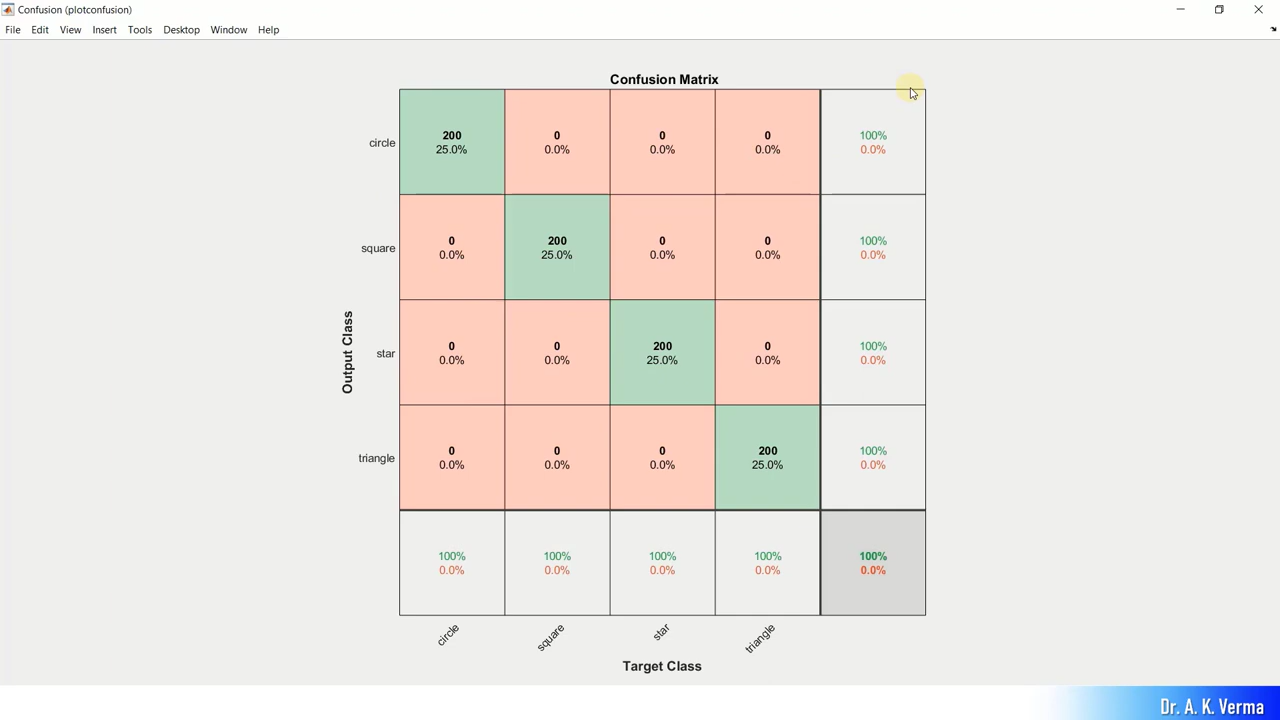 Confusion (plotconfusion)
File Edit View Insert Tools Desktop Window Help
Confusion Matrix
circle 200 0 0 0 100%
25.0% 0.0% 0.0% 0.0% 0.0%
square 0 200 0 0 100%
0.0% 25.0% 0.0% 0.0% 0.0%
star 0 0 200 0 100%
0.0% 0.0% 25.0% 0.0% 0.0%
triangle 0 0 0 200 100%
0.0% 0.0% 0.0% 25.0% 0.0%
100% 100% 100% 100% 100%
0.0% 0.0% 0.0% 0.0% 0.0%
circle square star triangle
Output Class
Target Class
Dr. A. K. Verma